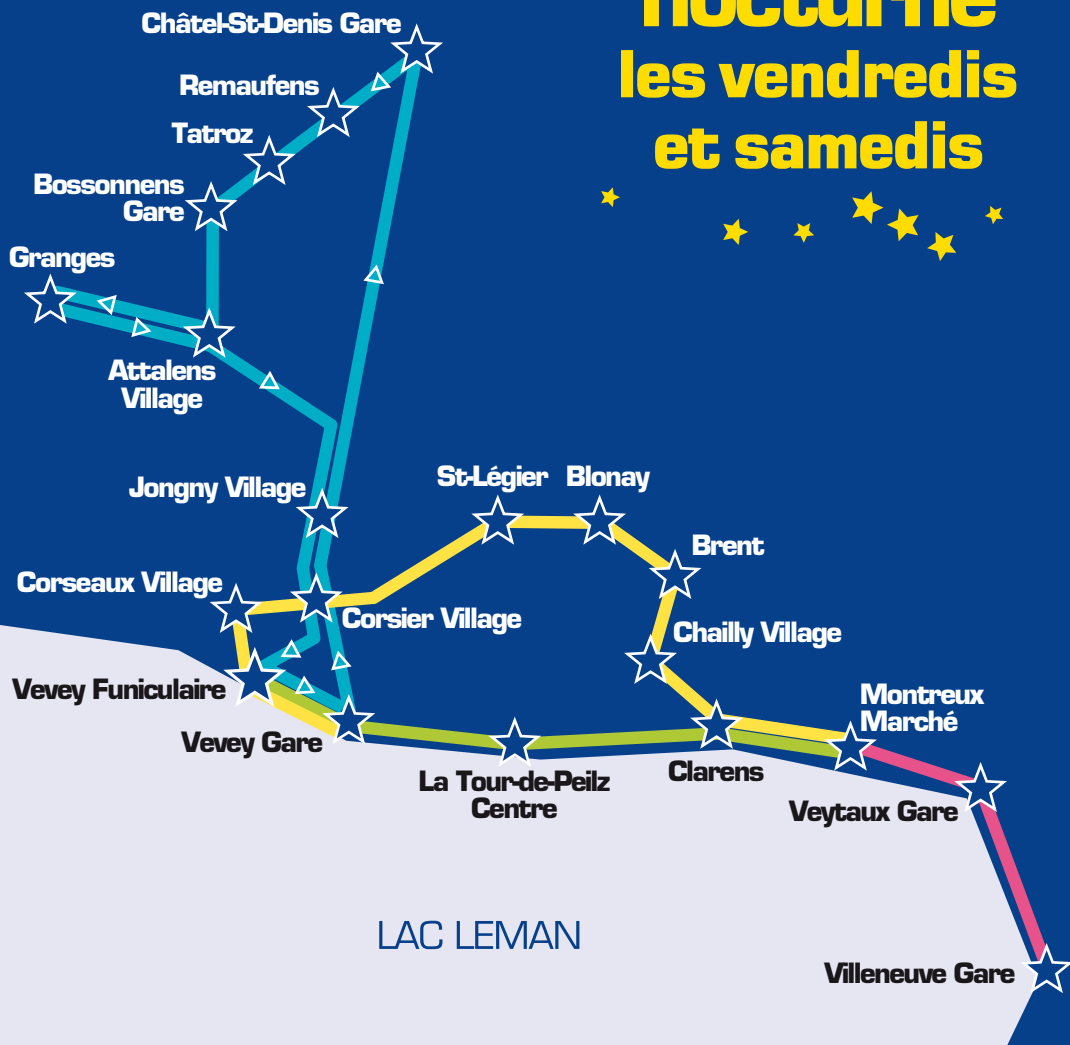 nocturne
les vendredis
et samedis
Châtel-St-Denis Gare
Remaufens
Tatroz
Bossonnens
Gare
Granges
Attalens
Village
Jongny Village
St-Légier
Blonay
Brent
Corseaux Village
Corsier Village
Chailly Village
Vevey Funiculaire
Montreux
Marché
Vevey Gare
Clarens
La Tour-de-Peilz
Centre
Veytaux Gare
LAC LEMAN
Villeneuve Gare